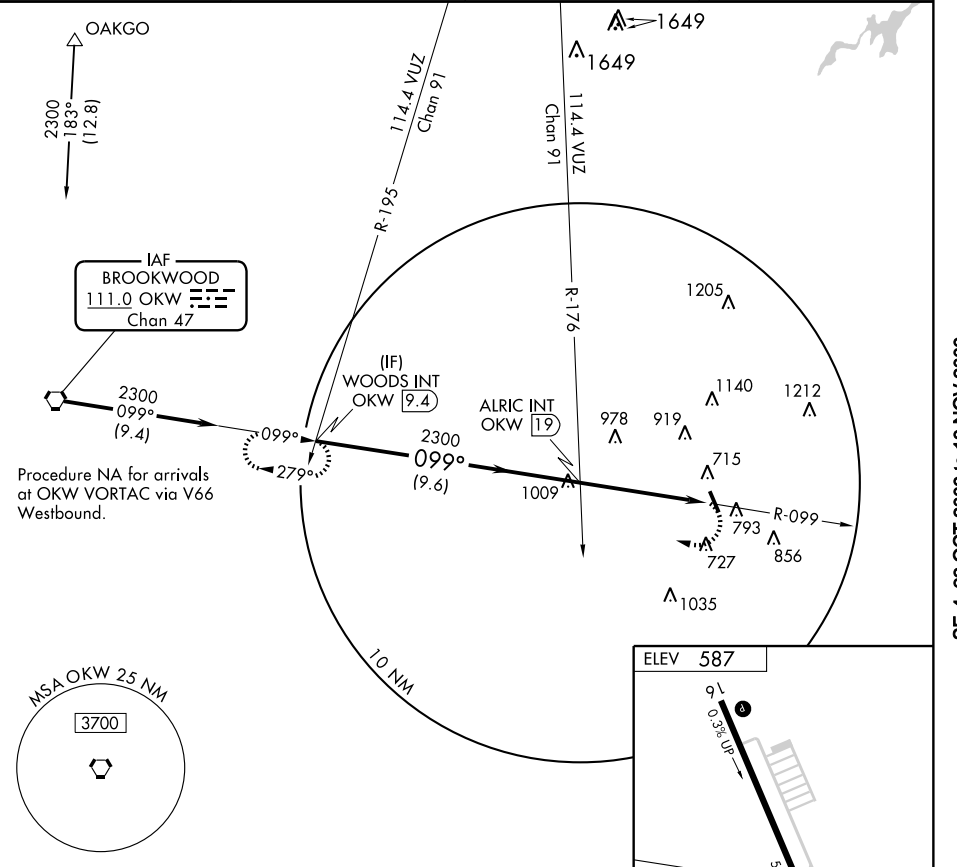 1649
1649
OAKGO
2300
183°
(12.8)
114.4 VUZ
Chan 91
114.4 VUZ
Chan 91
R-195
R-176
IAF
BROOKWOOD
111.0 OKW
Chan 47
1205
(IF)
WOODS INT
OKW 9.4
2300
099°
(9.4)
1140
1212
ALRIC INT
OKW 19
978
919
099°
279°
2300
099°
(9.6)
715
Procedure NA for arrivals
at OKW VORTAC via V66
Westbound.
1009
R-099
793
727
856
1035
10 NM
MSA OKW 25 NM
3700
ELEV 587
16
P
0.3% UP
5